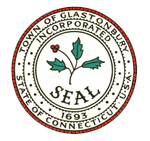 TOWN OF GLASTONBURY
INCORPORATED
SEAL
1693
STATE OF CONNECTICUT U.S.A.